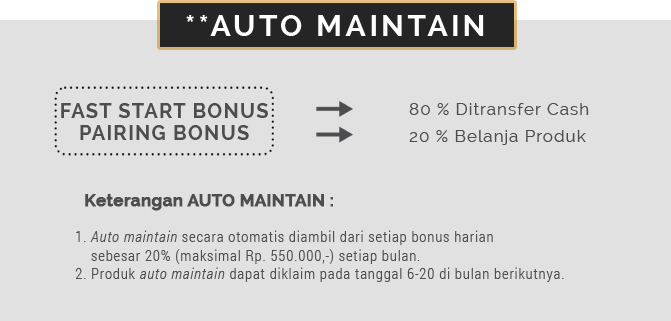 **AUTO MAINTAIN
FAST START BONUS
PAIRING BONUS
80 % Ditransfer Cash
20 % Belanja Produk
Keterangan AUTO MAINTAIN :
1. Auto maintain secara otomatis diambil dari setiap bonus harian
sebesar 20% (maksimal Rp. 550.000,-) setiap bulan.
2. Produk auto maintain dapat diklaim pada tanggal 6-20 di bulan berikutnya.